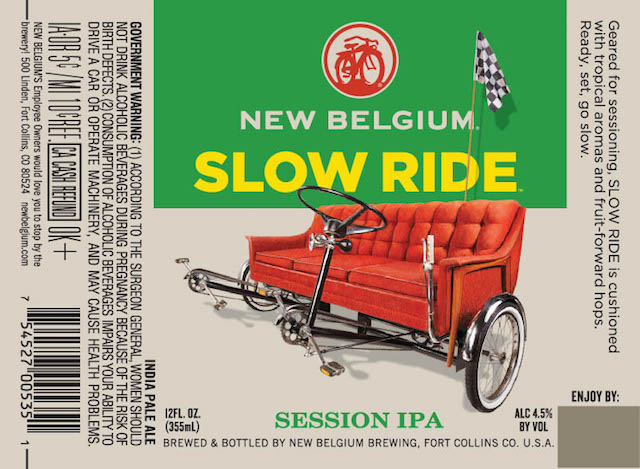 NEW BELGIUM.
SLOW RIDE™
SESSION IPA
12FL. OZ.
(355mL)
ALC 4.5%
BY VOL
BREWED & BOTTLED BY NEW BELGIUM BREWING, FORT COLLINS CO. U.S.A.
Geared for sessioning, SLOW RIDE is cushioned
with tropical aromas and fruit-forward hops.
Ready, set, go slow.
ENJOY BY:
INDIA PALE ALE
GOVERNMENT WARNING: (1) ACCORDING TO THE SURGEON GENERAL, WOMEN SHOULD
NOT DRINK ALCOHOLIC BEVERAGES DURING PREGNANCY BECAUSE OF THE RISK OF
BIRTH DEFECTS. (2) CONSUMPTION OF ALCOHOLIC BEVERAGES IMPAIRS YOUR ABILITY TO
DRIVE A CAR OR OPERATE MACHINERY, AND MAY CAUSE HEALTH PROBLEMS.
IA·OR 5¢/MI 10¢REF. CA CASH REFUND OK+
NEW BELGIUM'S Employee Owners would love you to stop by the
brewery! 500 Linden, Fort Collins, CO 80524 newbelgium.com
7 54527 00535 1